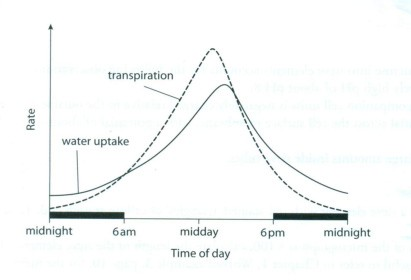 transpiration
Rate
water uptake
midnight
6am
midday
6pm
midnight
Time of day